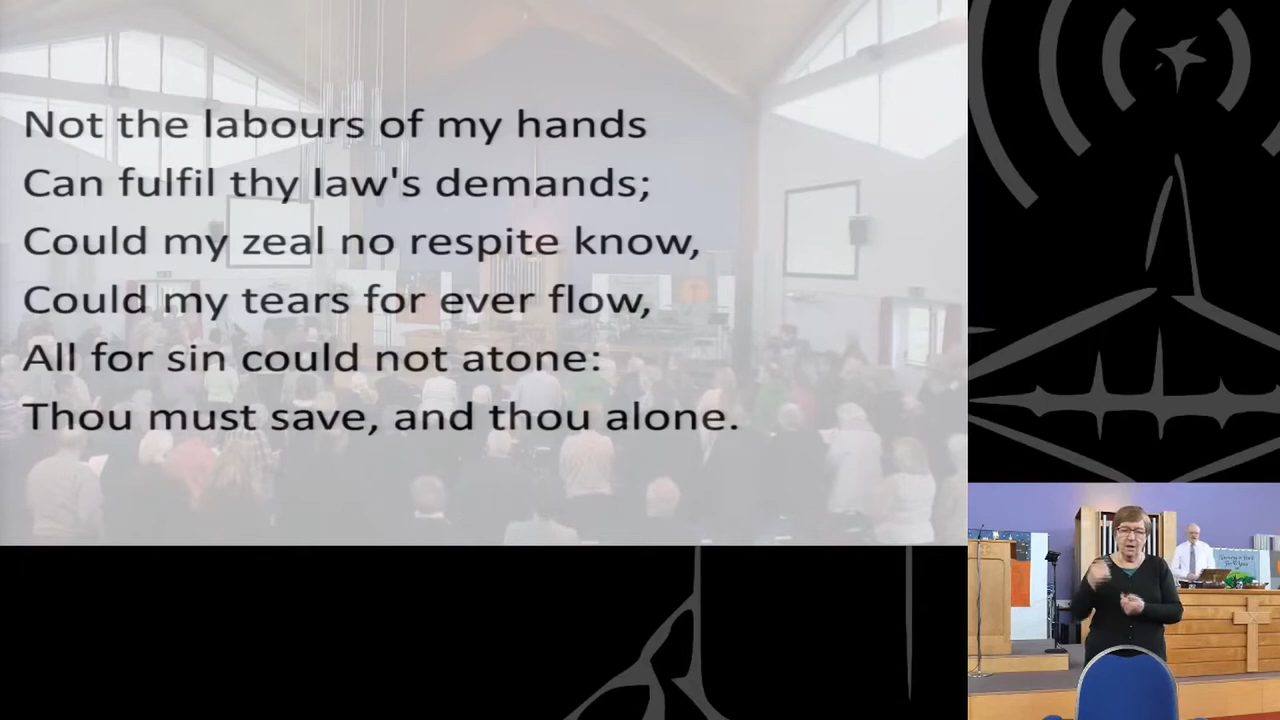 Not the labours of my hands
Can fulfil thy law's demands;
Could my zeal no respite know,
Could my tears for ever flow,
All for sin could not atone:
Thou must save, and thou alone.